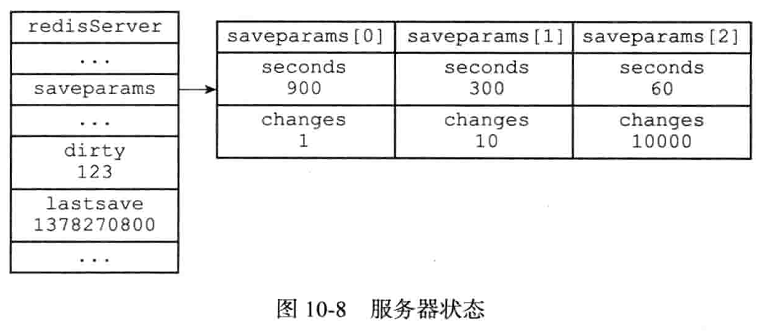 redisServer
...
saveparams
...
dirty
123
lastsave
1378270800
...
saveparams[0] saveparams[1] saveparams[2]
seconds seconds seconds
900 300 60
changes changes changes
1 10 10000
图 10-8 服务器状态